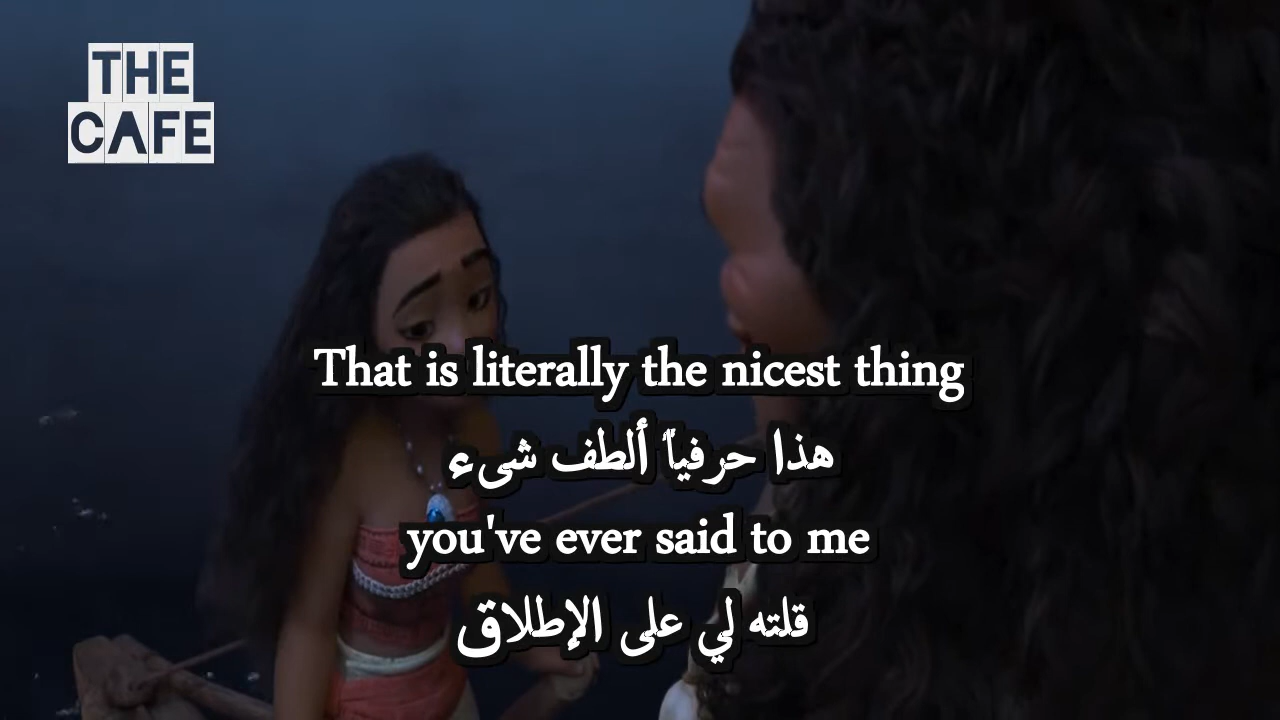 THE
CAFE
That is literally the nicest thing
هذا حرفياً ألطف شىء
you've ever said to me
قلته لي على الإطلاق